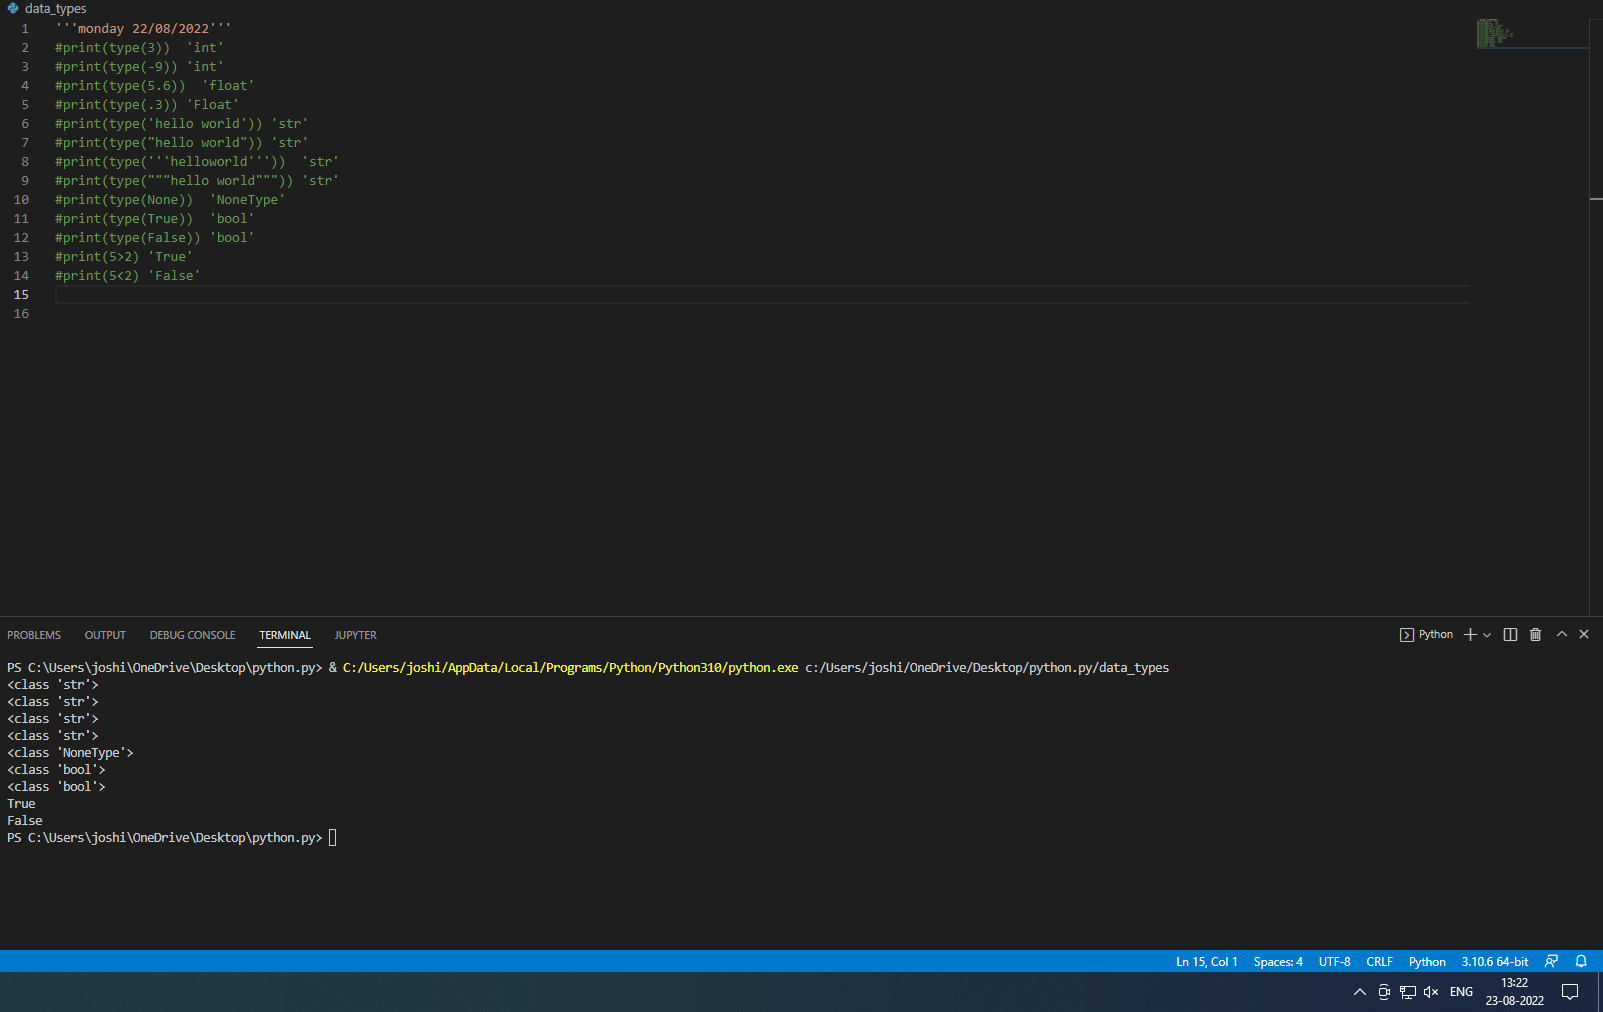 data_types
1 '''monday 22/08/2022'''
2 #print(type(3))  'int'
3 #print(type(-9)) 'int'
4 #print(type(5.6))  'float'
5 #print(type(.3)) 'Float'
6 #print(type('hello world')) 'str'
7 #print(type("hello world")) 'str'
8 #print(type('''helloworld'''))  'str'
9 #print(type("""hello world""")) 'str'
10 #print(type(None))  'NoneType'
11 #print(type(True))  'bool'
12 #print(type(False)) 'bool'
13 #print(5>2) 'True'
14 #print(5<2) 'False'
15
16
PROBLEMS OUTPUT DEBUG CONSOLE TERMINAL JUPYTER Python
PS C:\Users\joshi\OneDrive\Desktop\python.py> & C:/Users/joshi/AppData/Local/Programs/Python/Python310/python.exe c:/Users/joshi/OneDrive/Desktop/python.py/data_types
<class 'str'>
<class 'str'>
<class 'str'>
<class 'str'>
<class 'NoneType'>
<class 'bool'>
<class 'bool'>
True
False
PS C:\Users\joshi\OneDrive\Desktop\python.py>
Ln 15, Col 1 Spaces: 4 UTF-8 CRLF Python 3.10.6 64-bit
ENG 13:22
23-08-2022